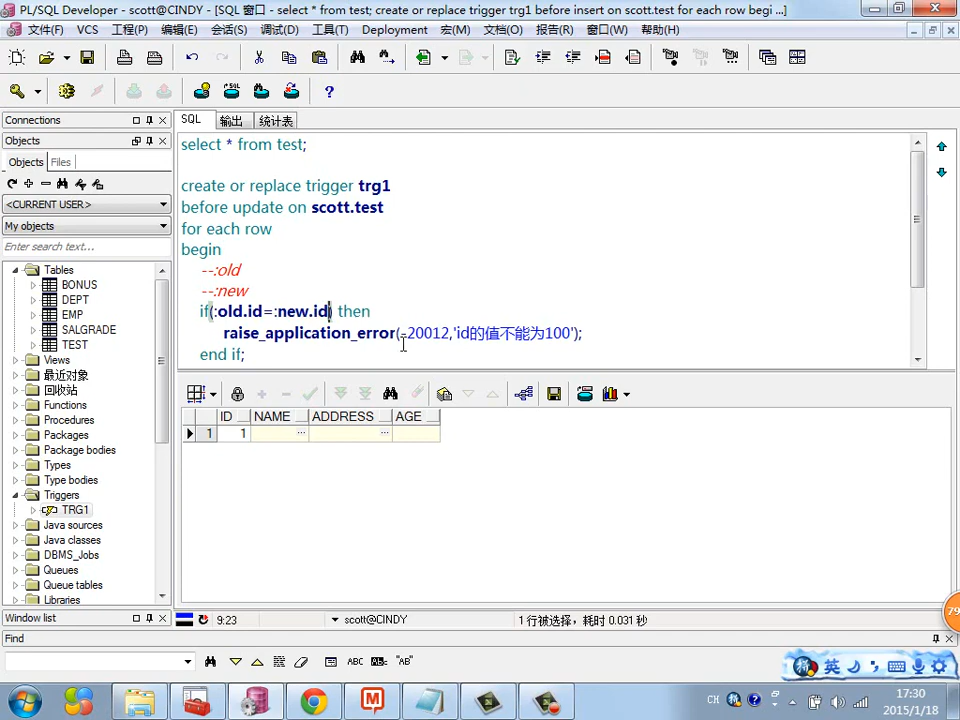 PL/SQL Developer - scott@CINDY - [SQL 窗口 - select * from test; create or replace trigger trg1 before insert on scott.test for each row begi ...]
文件(F) VCS 工程(P) 编辑(E) 会话(S) 调试(D) 工具(T) Deployment 宏(M) 文档(O) 报告(R) 窗口(W) 帮助(H)
Connections
SQL 输出 统计表
Objects
select * from test;
Objects Files
create or replace trigger trg1
<CURRENT USER>
before update on scott.test
My objects
for each row
Enter search text...
begin
Tables
--:old
BONUS
--:new
DEPT
if(:old.id=:new.id) then
EMP
raise_application_error(-20012,'id的值不能为100');
SALGRADE
end if;
TEST
Views
最近对象
回收站
ID NAME ADDRESS AGE
Functions
1 1
Procedures
Packages
Package bodies
Types
Type bodies
Triggers
TRG1
Java sources
Java classes
DBMS_Jobs
Queues
Queue tables
Libraries
79
Window list
9:23 scott@CINDY 1 行被选择，耗时 0.031 秒
Find
ABC "AB"
英
CH
17:30
2015/1/18